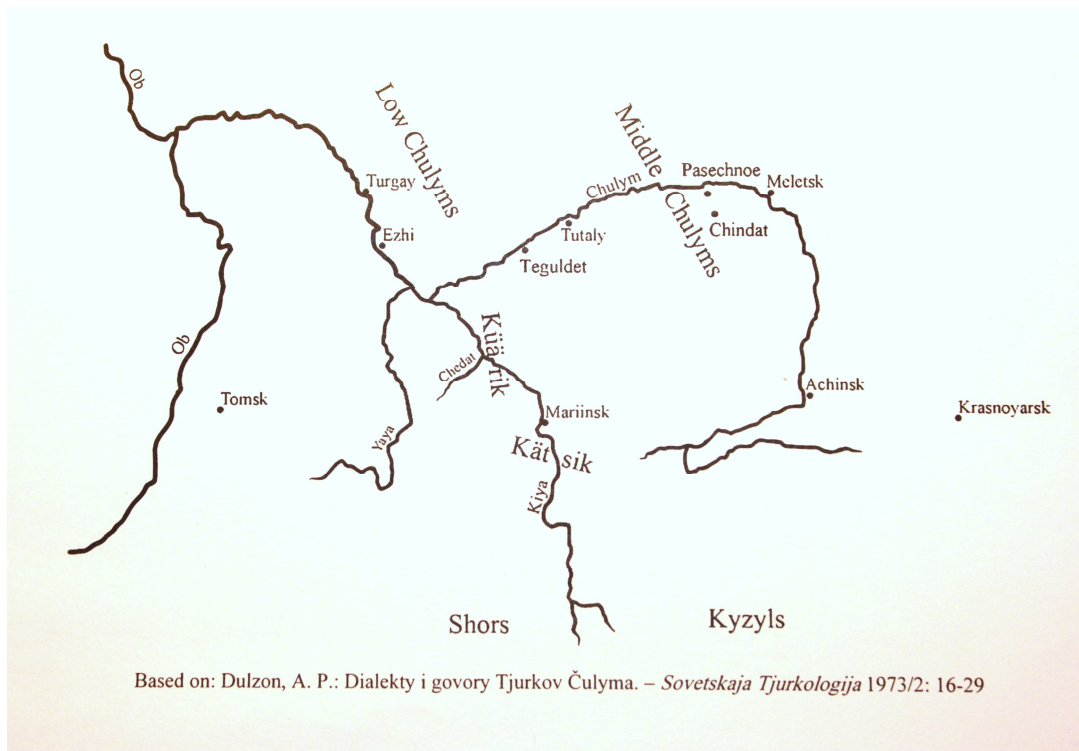 Ob
Low Chulyms
Middle
Chulyms
Pasechnoe
Meletsk
Chulym
Turgay
Chindat
Ezhi
Tutaly
Teguldet
Ob
Küärik
Chedat
Achinsk
Tomsk
Krasnoyarsk
Mariinsk
Yaya
Kätsik
Kiya
Shors
Kyzyls
Based on: Dulzon, A. P.: Dialekty i govory Tjurkov Čulyma. – Sovetskaja Tjurkologija 1973/2: 16-29